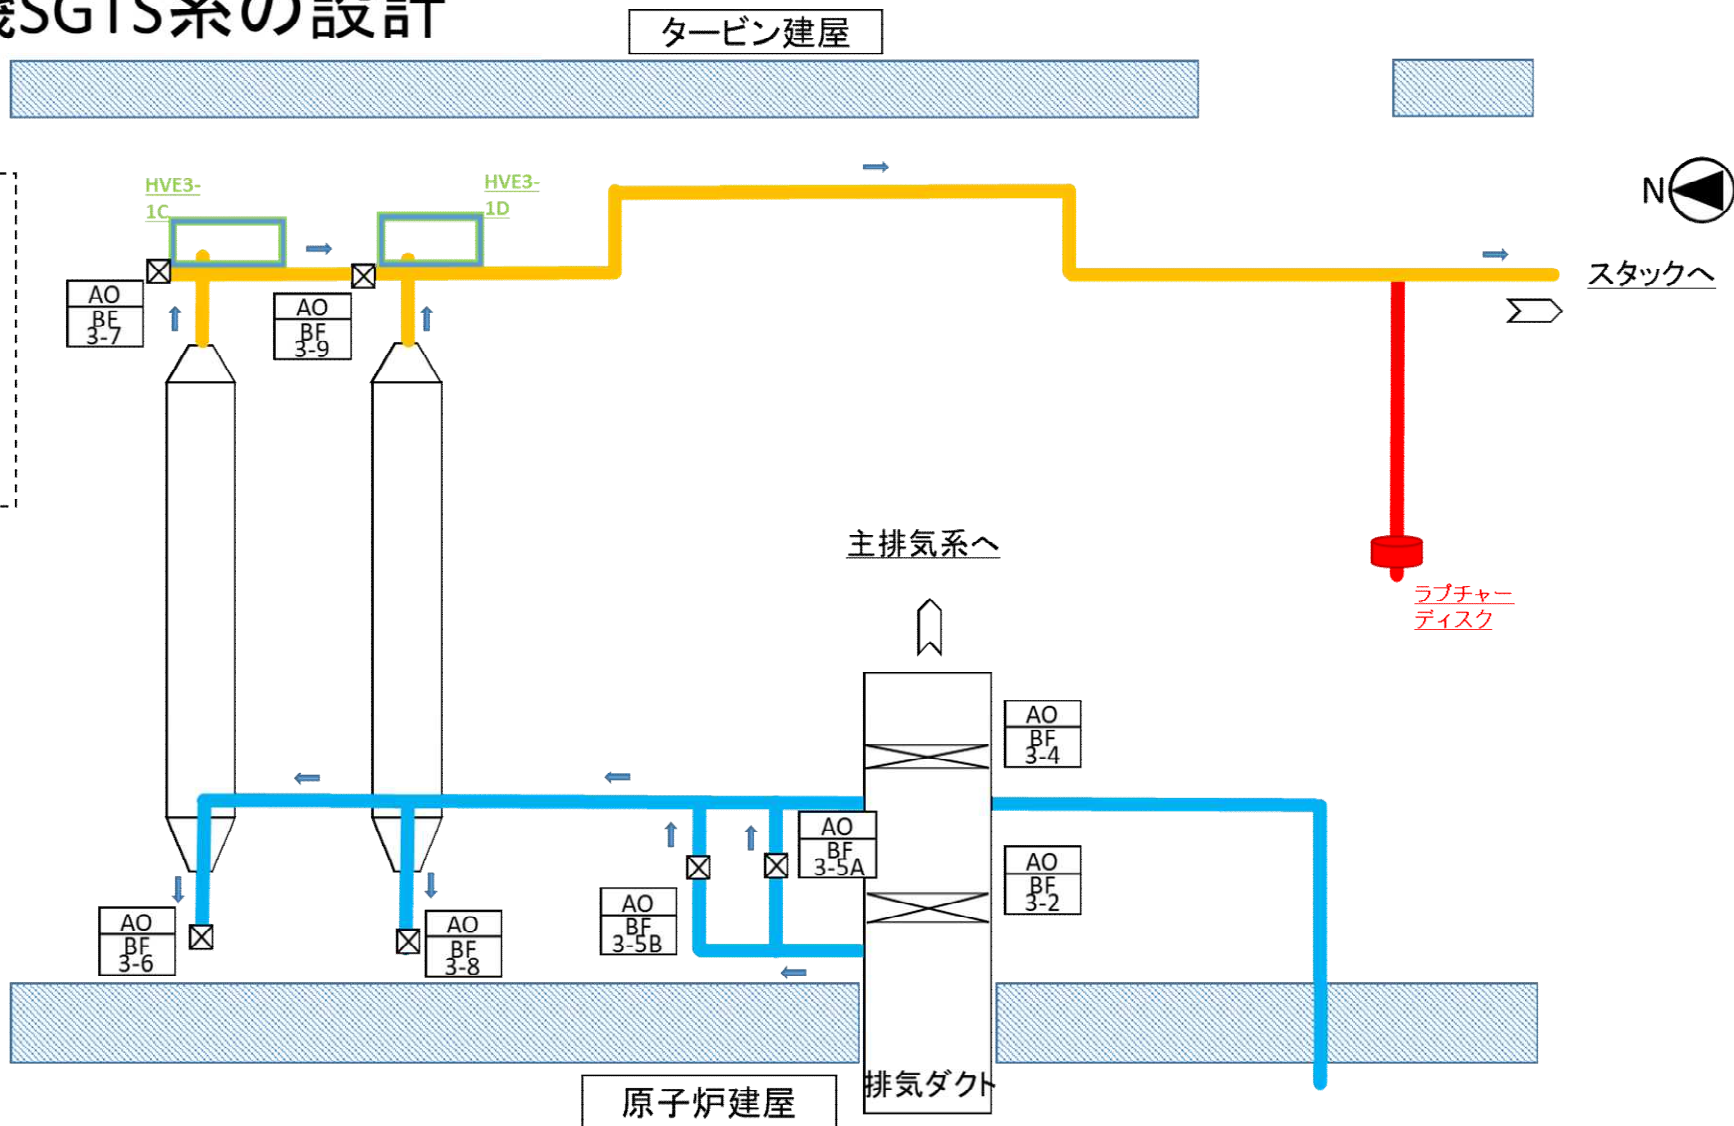 機SGTS系の設計
タービン建屋
HVE3-
1C
HVE3-
1D
N
AO
BF
3-7
AO
BF
3-9
スタックへ
主排気系へ
ラプチャー
ディスク
AO
BF
3-4
AO
BF
3-5A
AO
BF
3-2
AO
BF
3-5B
AO
BF
3-6
AO
BF
3-8
排気ダクト
原子炉建屋